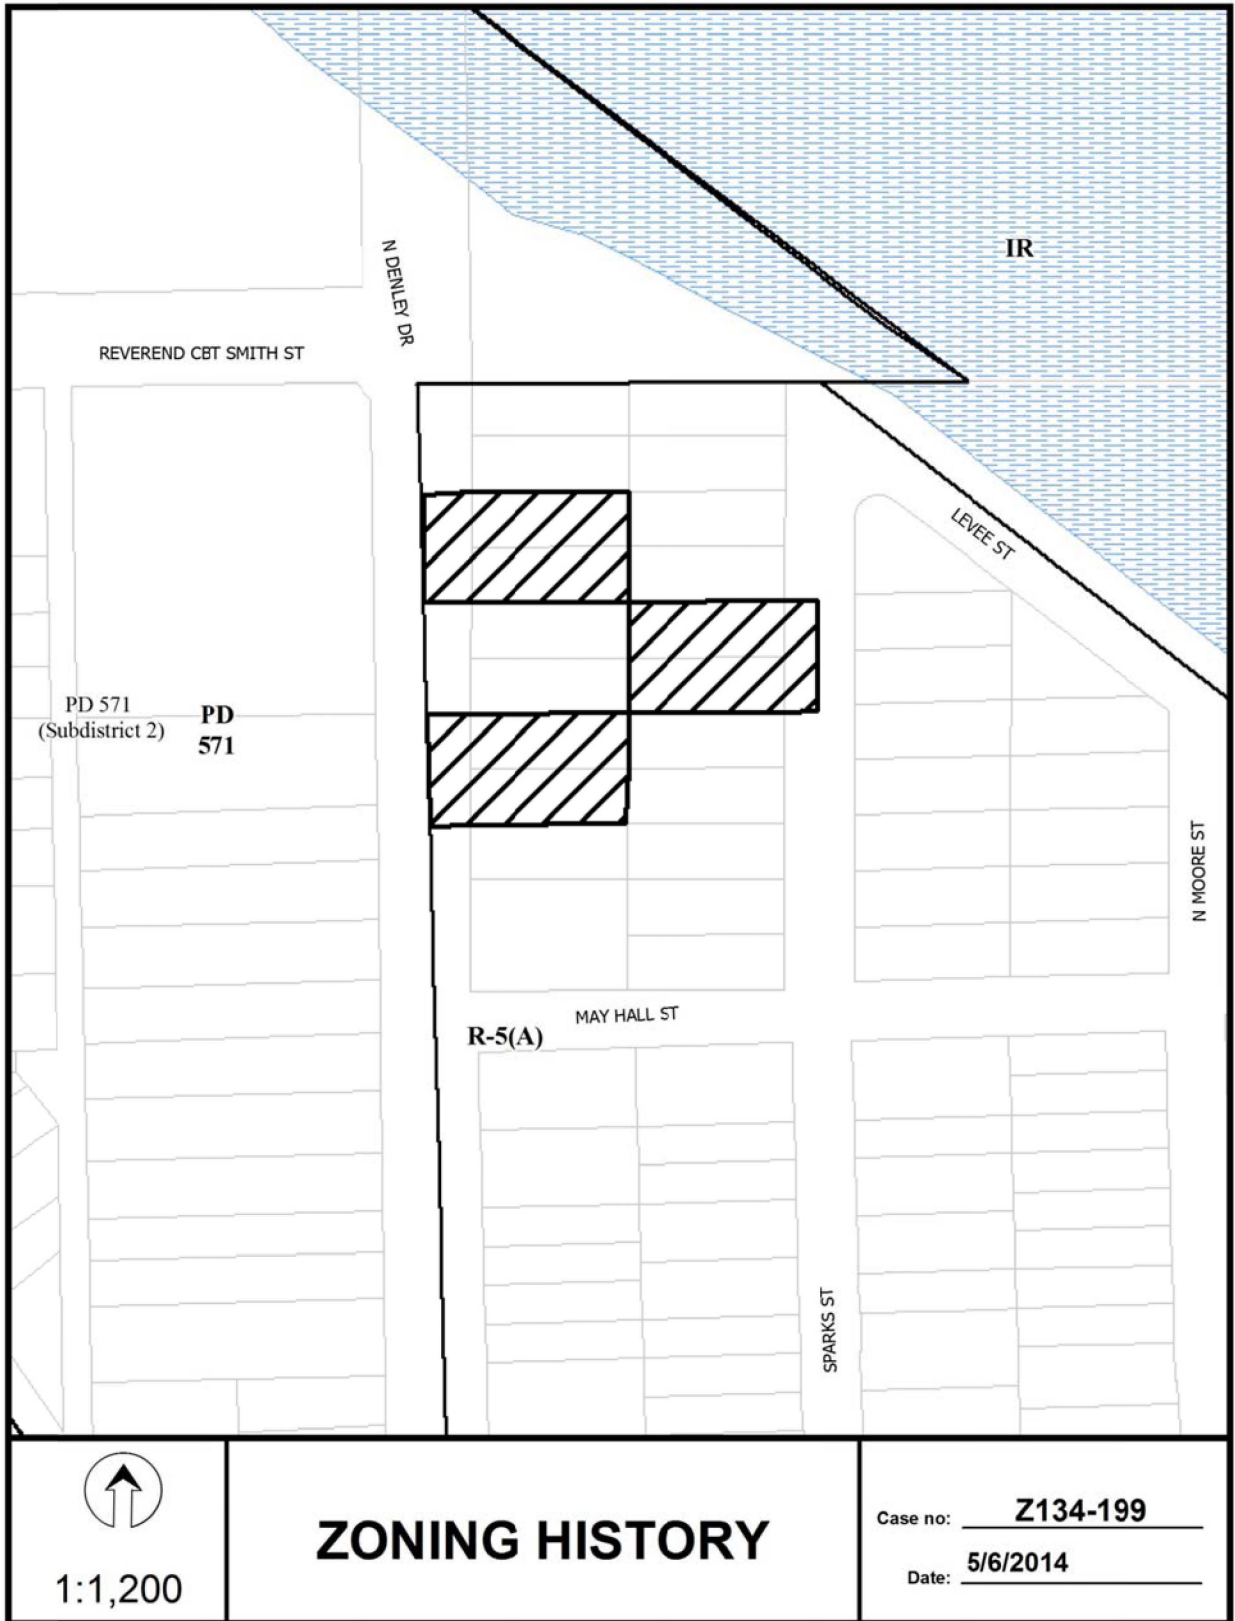 IR
N DENLEY DR
REVEREND CBT SMITH ST
LEVEE ST
PD 571
(Subdistrict 2)
PD
571
N MOORE ST
MAY HALL ST
R-5(A)
SPARKS ST
1:1,200
ZONING HISTORY
Case no: Z134-199
Date: 5/6/2014